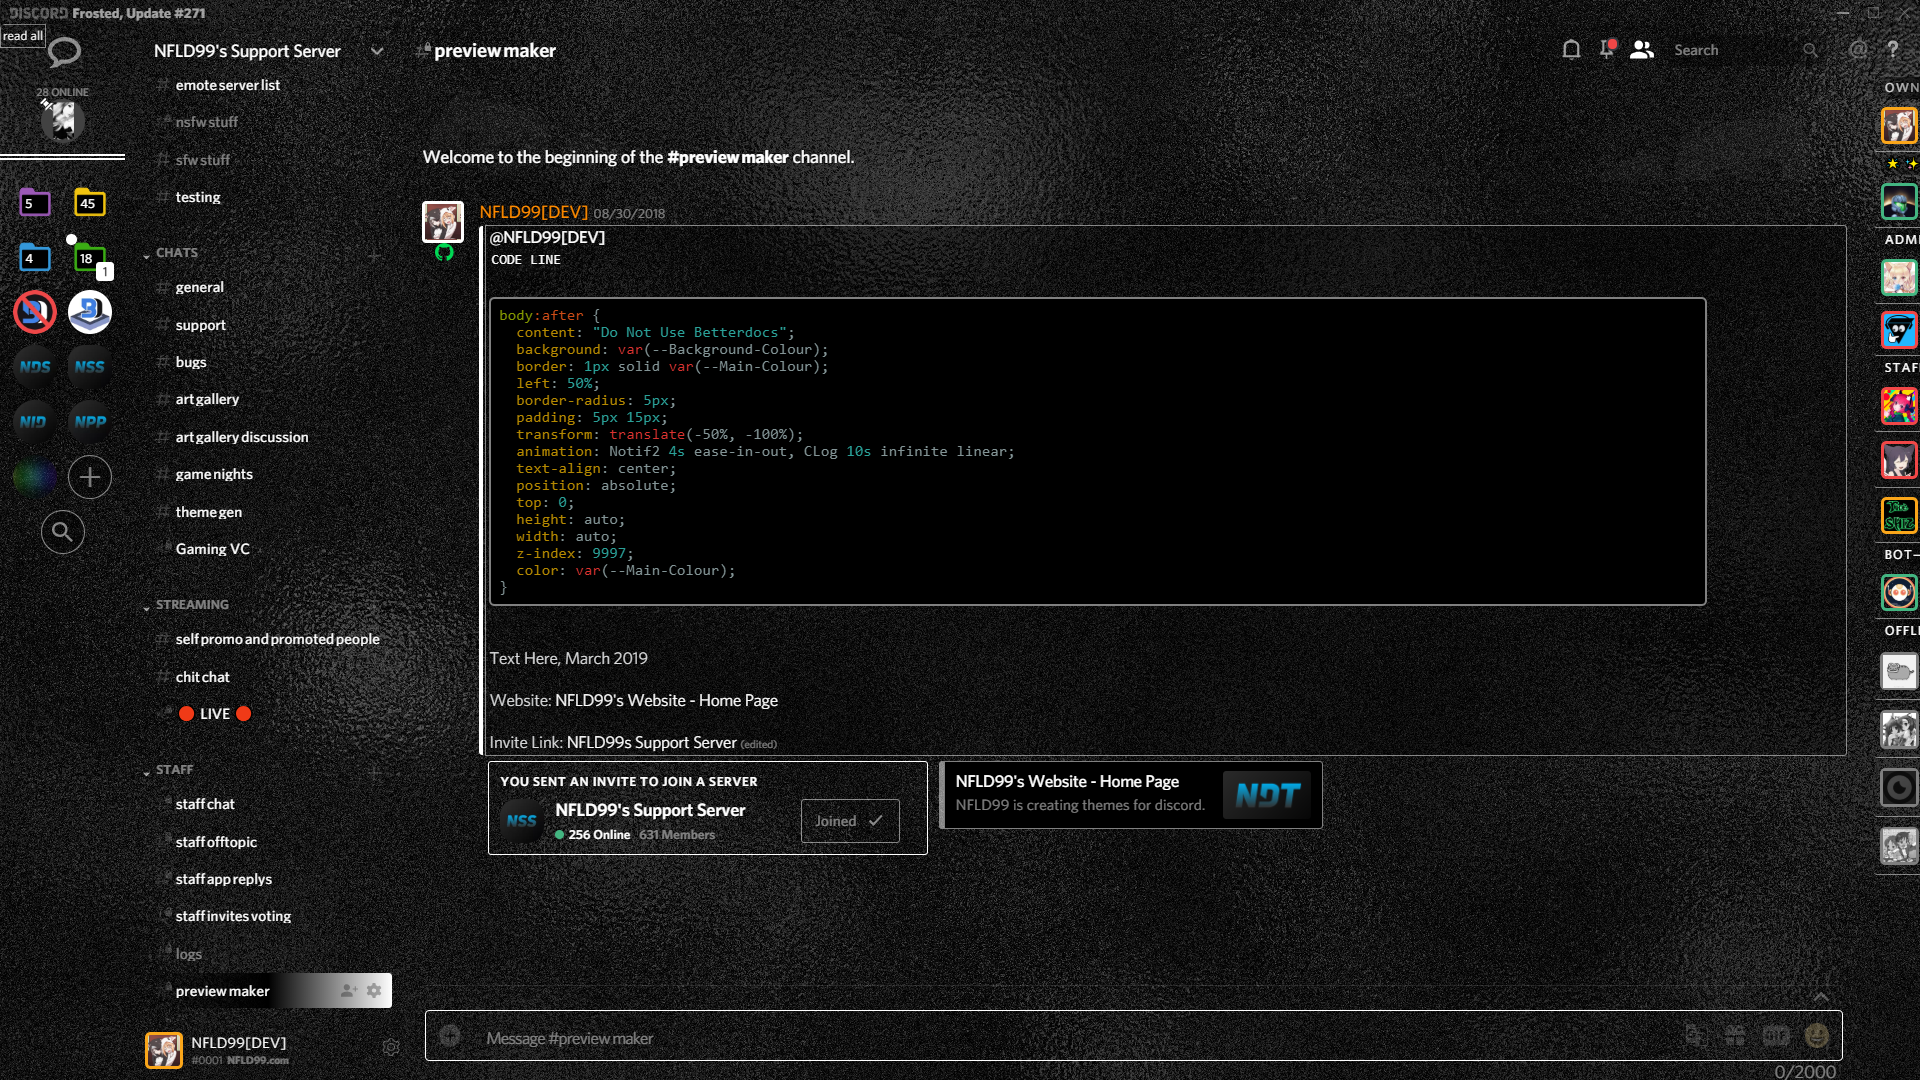 DISCORD Frosted, Update #271
read all
28 ONLINE
5
45
4
18
1
NDS
NSS
NID
NPP
NFLD99's Support Server
emote server list
nsfw stuff
sfw stuff
testing
CHATS
general
support
bugs
art gallery
art gallery discussion
game nights
theme gen
Gaming VC
STREAMING
self promo and promoted people
chit chat
LIVE
STAFF
staff chat
staff offtopic
staff app replys
staff invites voting
logs
preview maker
NFLD99[DEV]
#0001 NFLD99.com
preview maker
Search
Welcome to the beginning of the #preview maker channel.
NFLD99[DEV] 08/30/2018
@NFLD99[DEV]
CODE LINE
body:after {
content: "Do Not Use Betterdocs";
background: var(--Background-Colour);
border: 1px solid var(--Main-Colour);
left: 50%;
border-radius: 5px;
padding: 5px 15px;
transform: translate(-50%, -100%);
animation: Notif2 4s ease-in-out, CLog 10s infinite linear;
text-align: center;
position: absolute;
top: 0;
height: auto;
width: auto;
z-index: 9997;
color: var(--Main-Colour);
}
Text Here, March 2019
Website: NFLD99's Website - Home Page
Invite Link: NFLD99s Support Server (edited)
YOU SENT AN INVITE TO JOIN A SERVER
NSS
NFLD99's Support Server
256 Online 631 Members
Joined
NFLD99's Website - Home Page
NFLD99 is creating themes for discord.
NDT
Message #preview maker
GIF
0/2000
OWN
ADMI
STAF
The
BOT—
OFFLI